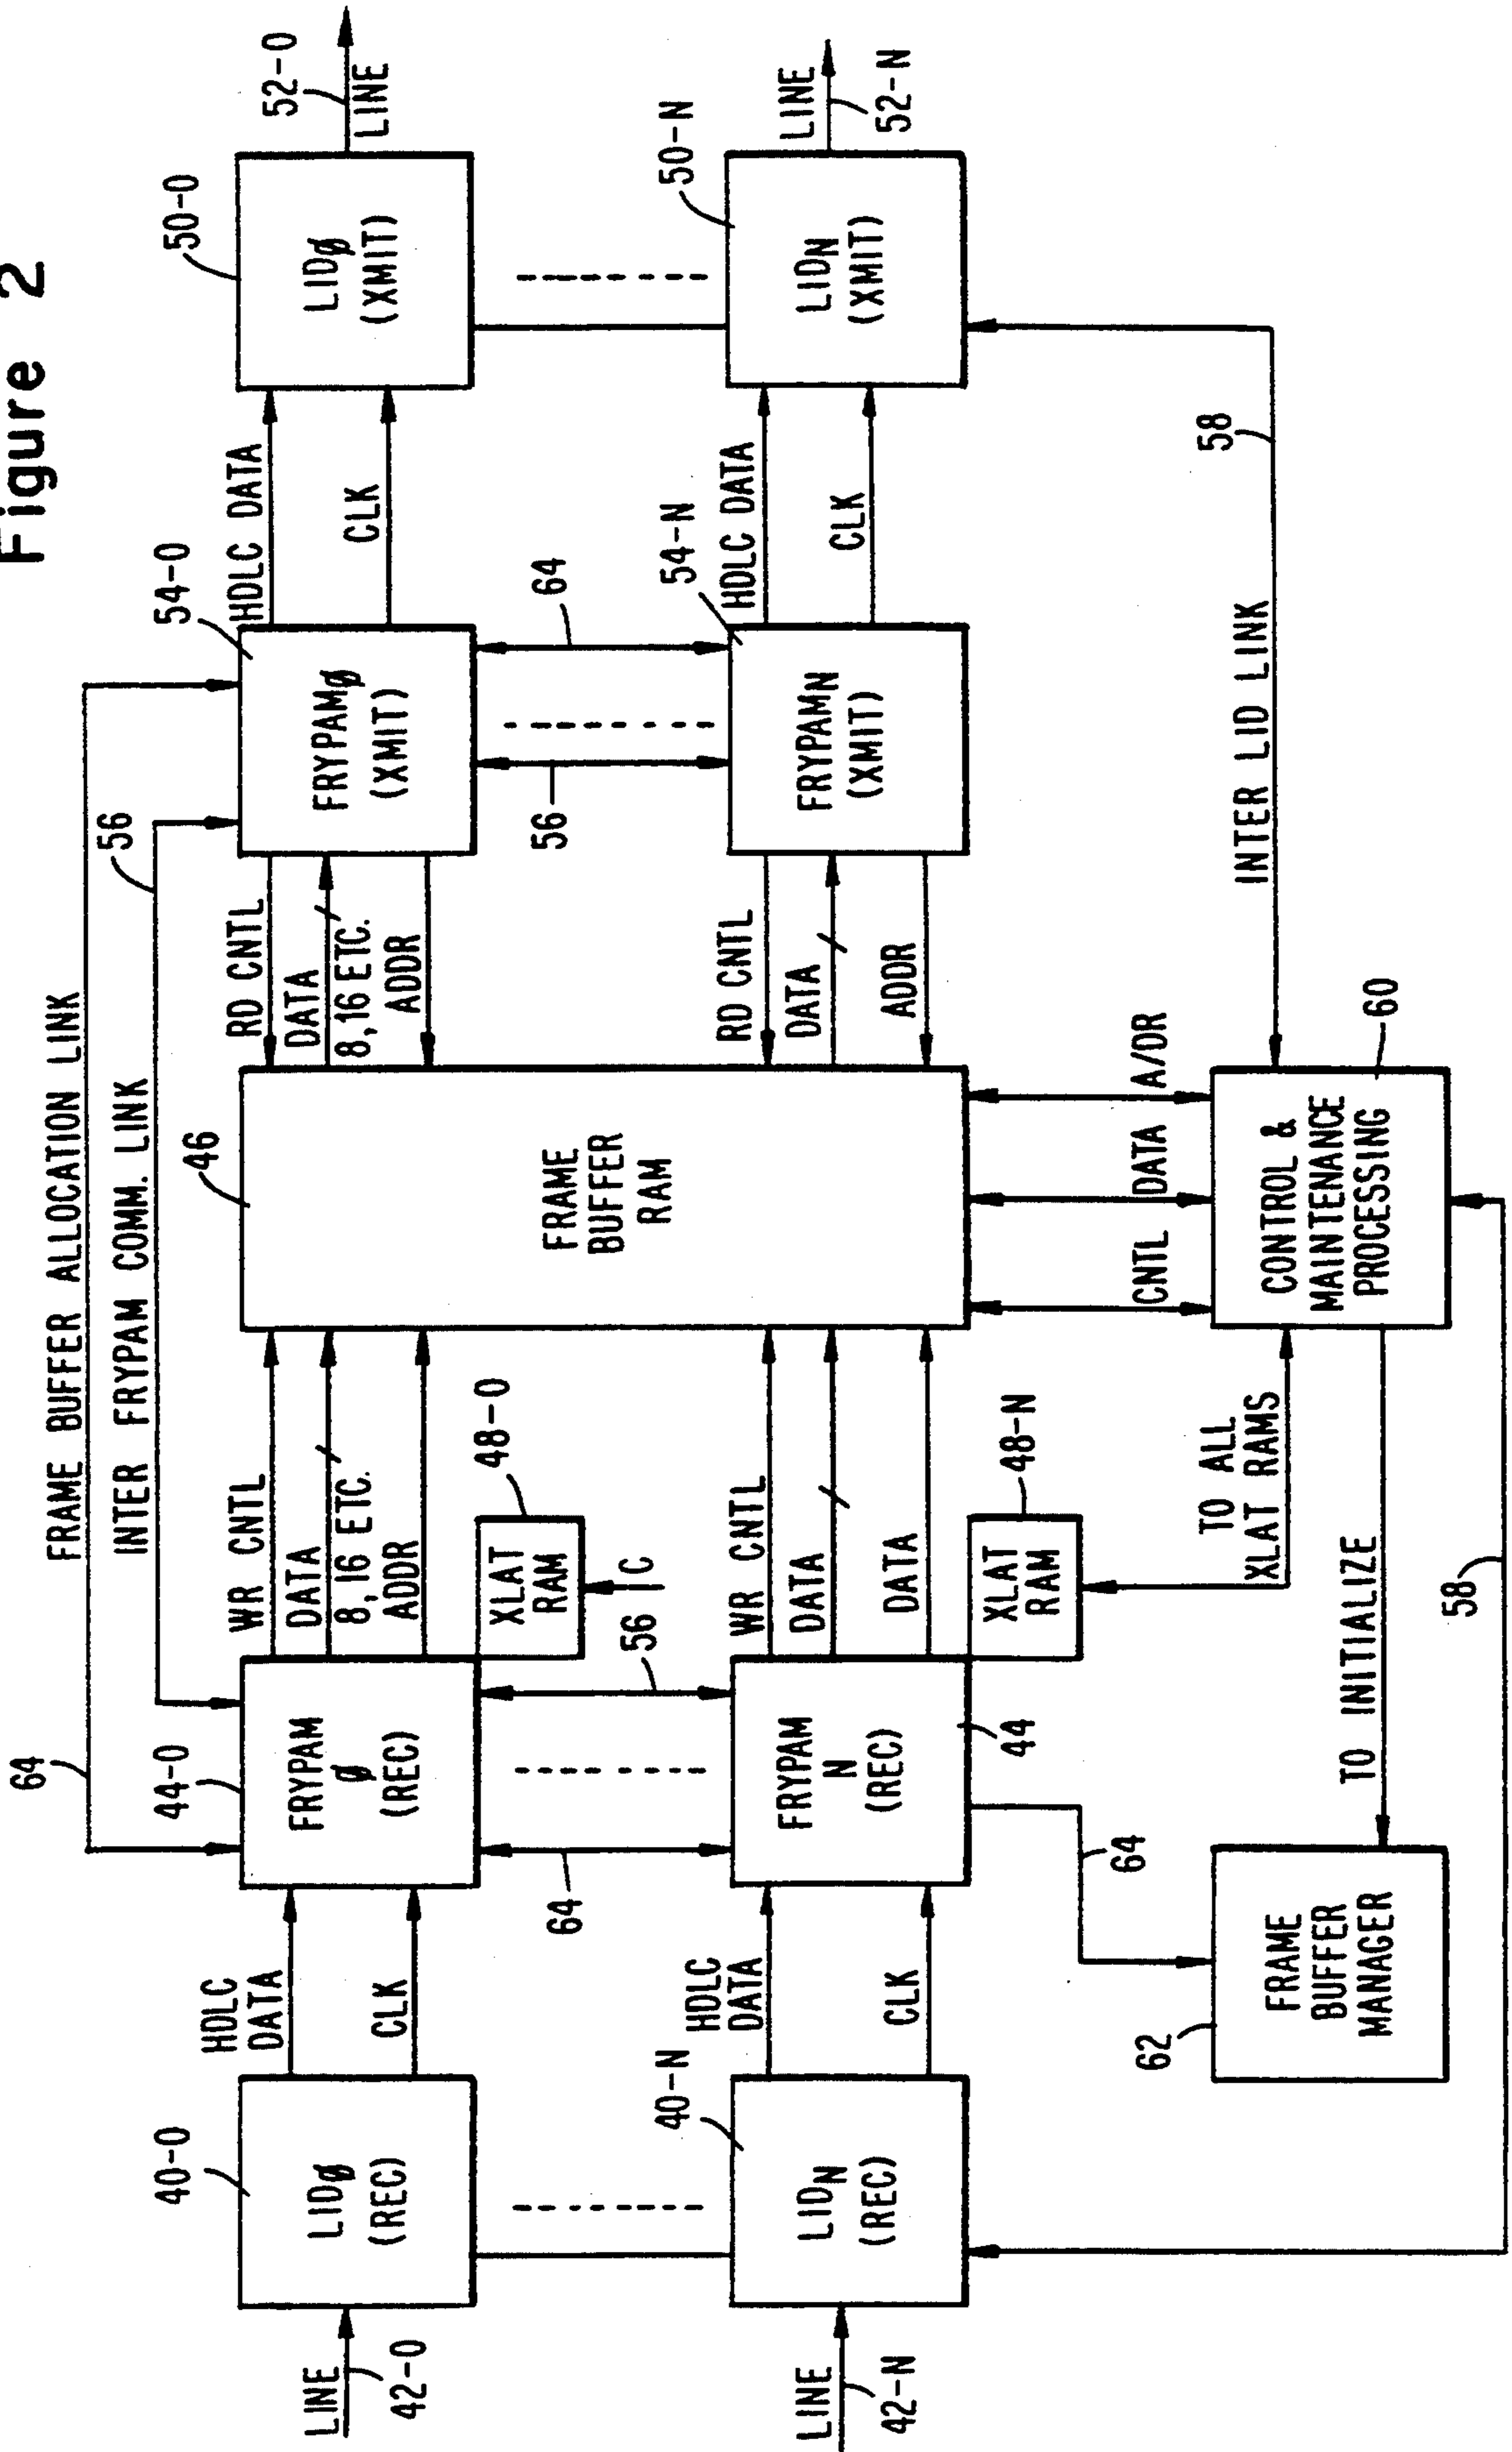 Figure 2
FRAME BUFFER ALLOCATION LINK
64
INTER FRYPAM COMM. LINK
56
LINE
42-0
40-0
LIDØ
(REC)
HDLC
DATA
CLK
44-0
FRYPAM
Ø
(REC)
WR CNTL
DATA
8,16 ETC.
ADDR
XLAT
RAM
48-0
C
46
FRAME
BUFFER
RAM
RD CNTL
DATA
8,16 ETC.
ADDR
54-0
FRYPAMØ
(XMIT)
HDLC DATA
CLK
50-0
LIDØ
(XMIT)
52-0
LINE
64
56
56
64
LINE
42-N
40-N
LIDN
(REC)
HDLC
DATA
CLK
FRYPAM
N
(REC)
44
WR CNTL
DATA
DATA
XLAT
RAM
48-N
RD CNTL
DATA
ADDR
54-N
FRYPAMN
(XMIT)
HDLC DATA
CLK
50-N
LIDN
(XMIT)
LINE
52-N
64
62
FRAME
BUFFER
MANAGER
TO INITIALIZE
TO ALL
XLAT RAMS
CNTL
DATA
A/DR
CONTROL &
MAINTENANCE
PROCESSING
60
INTER LID LINK
58
58